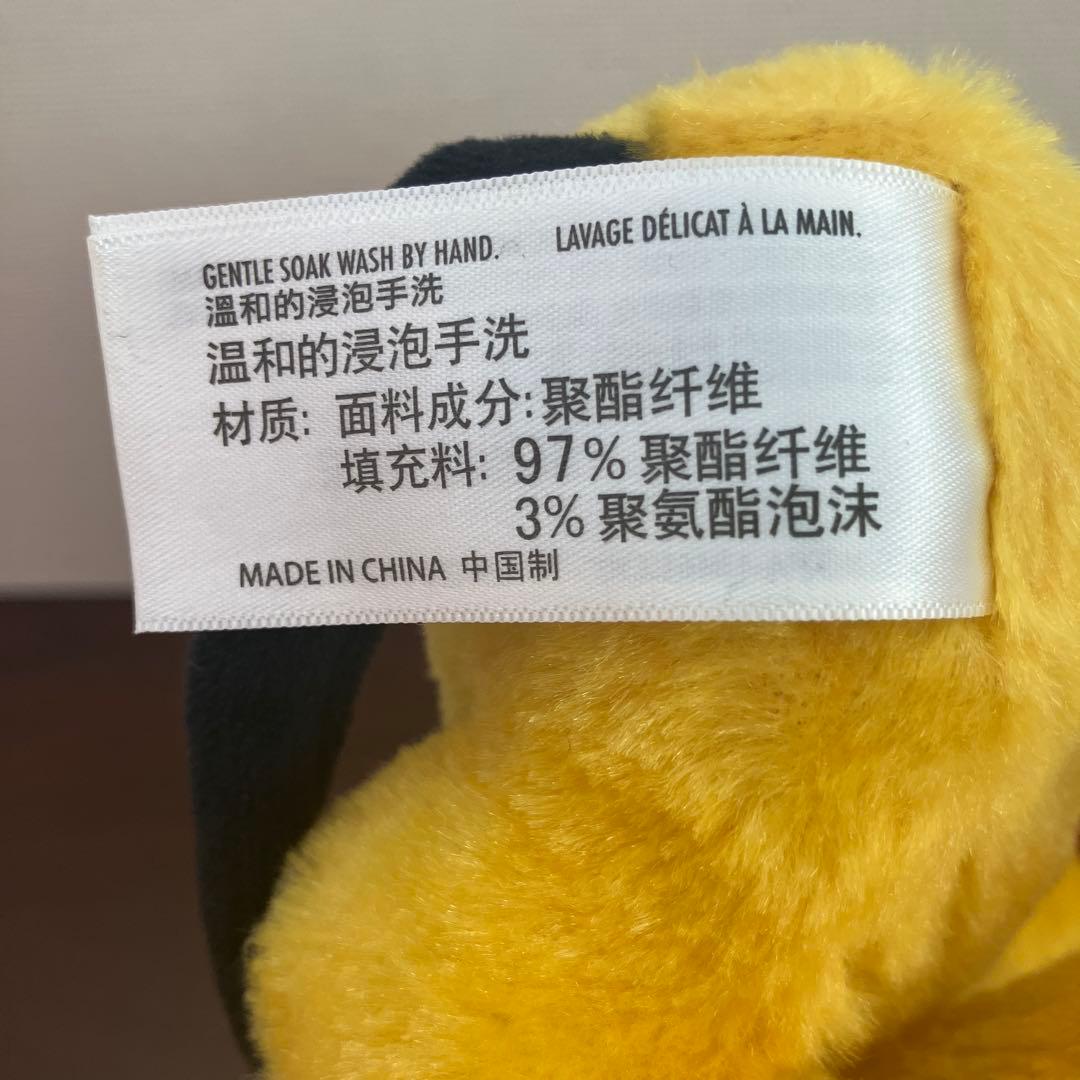 GENTLE SOAK WASH BY HAND. LAVAGE DÉLICAT À LA MAIN.
溫和的浸泡手洗
温和的浸泡手洗
材质: 面料成分: 聚酯纤维
填充料: 97% 聚酯纤维
3% 聚氨酯泡沫
MADE IN CHINA 中国制